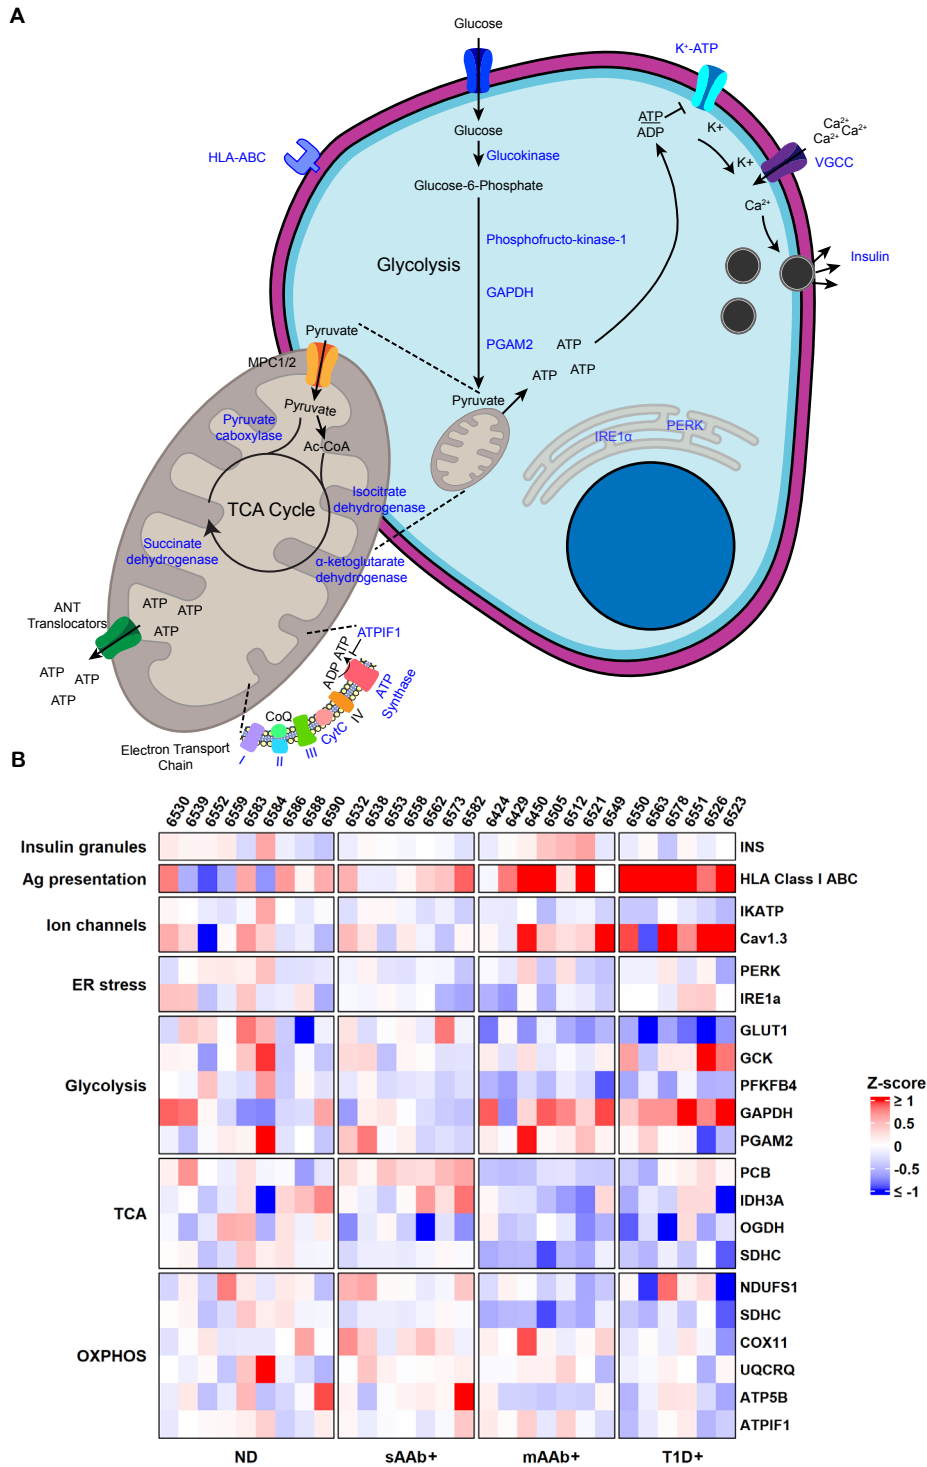 A
Glucose
K⁺-ATP
Glucose
ATP
ADP
K+
Ca²⁺
Ca²⁺ Ca²⁺
HLA-ABC
Glucokinase
K+
VGCC
Glucose-6-Phosphate
Ca²⁺
Phosphofructo-kinase-1
Glycolysis
Insulin
GAPDH
Pyruvate
PGAM2
ATP
MPC1/2
ATP
ATP
Pyruvate
Pyruvate
Pyruvate
caboxylase
Ac-CoA
IRE1α
PERK
Isocitrate
dehydrogenase
TCA Cycle
Succinate
dehydrogenase
α-ketoglutarate
dehydrogenase
ANT
Translocators
ATP
ATP
ATP
ATP
ATP
ATP
ATPIF1
ADP
ATP
ATP
Synthase
CoQ
CytC
IV
III
II
I
Electron Transport
Chain
B
6530 6539 6552 6559 6583 6584 6586 6588 6590 6532 6538 6553 6558 6562 6573 6582 6424 6429 6450 6505 6512 6521 6549 6550 6563 6578 6551 6526 6523
Insulin granules INS
Ag presentation HLA Class I ABC
Ion channels
IKATP
Cav1.3
ER stress
PERK
IRE1a
Glycolysis
GLUT1
GCK
PFKFB4
GAPDH
PGAM2
Z-score
≥ 1
0.5
0
-0.5
≤ -1
TCA
PCB
IDH3A
OGDH
SDHC
OXPHOS
NDUFS1
SDHC
COX11
UQCRQ
ATP5B
ATPIF1
ND sAAb+ mAAb+ T1D+